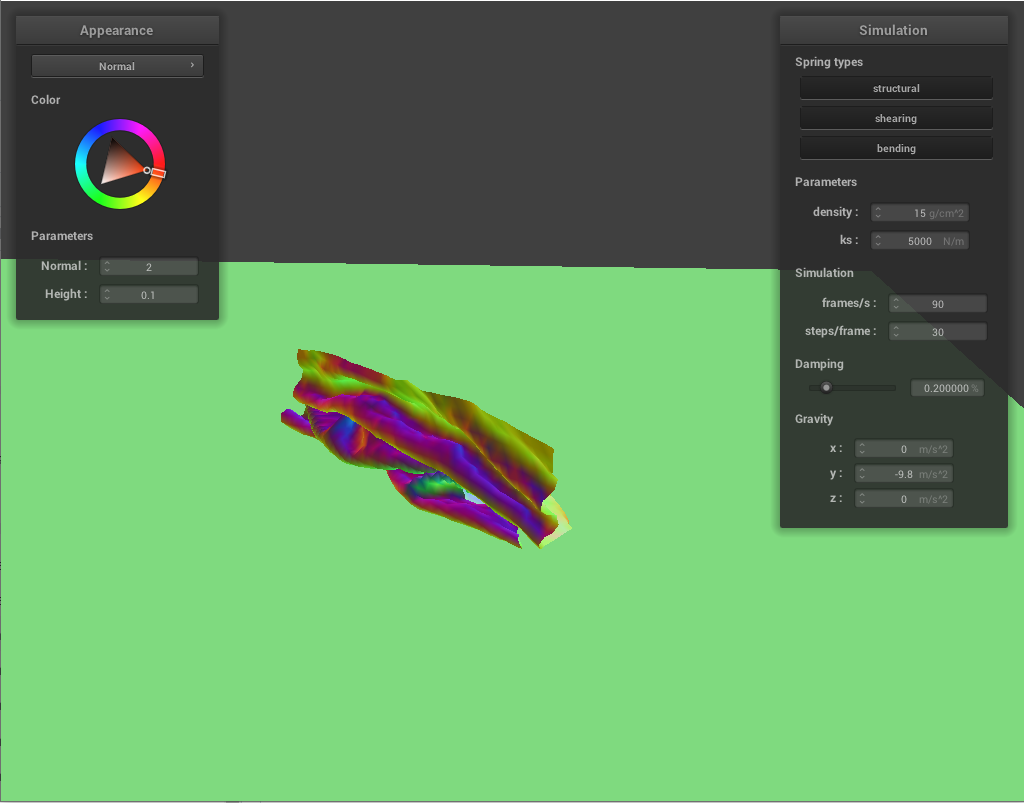 Appearance
Normal
Color
Parameters
Normal : 2
Height : 0.1
Simulation
Spring types
structural
shearing
bending
Parameters
density : 15 g/cm^2
ks : 5000 N/m
Simulation
frames/s : 90
steps/frame : 30
Damping
0.200000 %
Gravity
x : 0 m/s^2
y : -9.8 m/s^2
z : 0 m/s^2